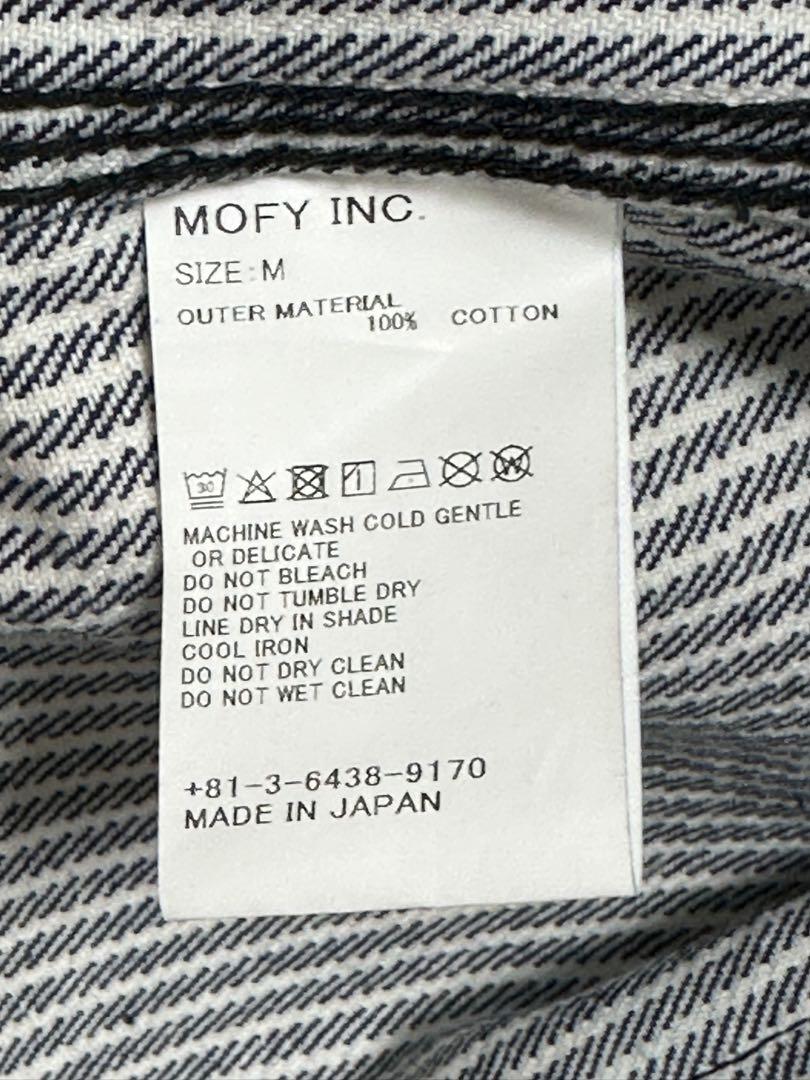 MOFY INC.
SIZE:M
OUTER MATERIAL
100% COTTON
30
MACHINE WASH COLD GENTLE
OR DELICATE
DO NOT BLEACH
DO NOT TUMBLE DRY
LINE DRY IN SHADE
COOL IRON
DO NOT DRY CLEAN
DO NOT WET CLEAN
+81-3-6438-9170
MADE IN JAPAN